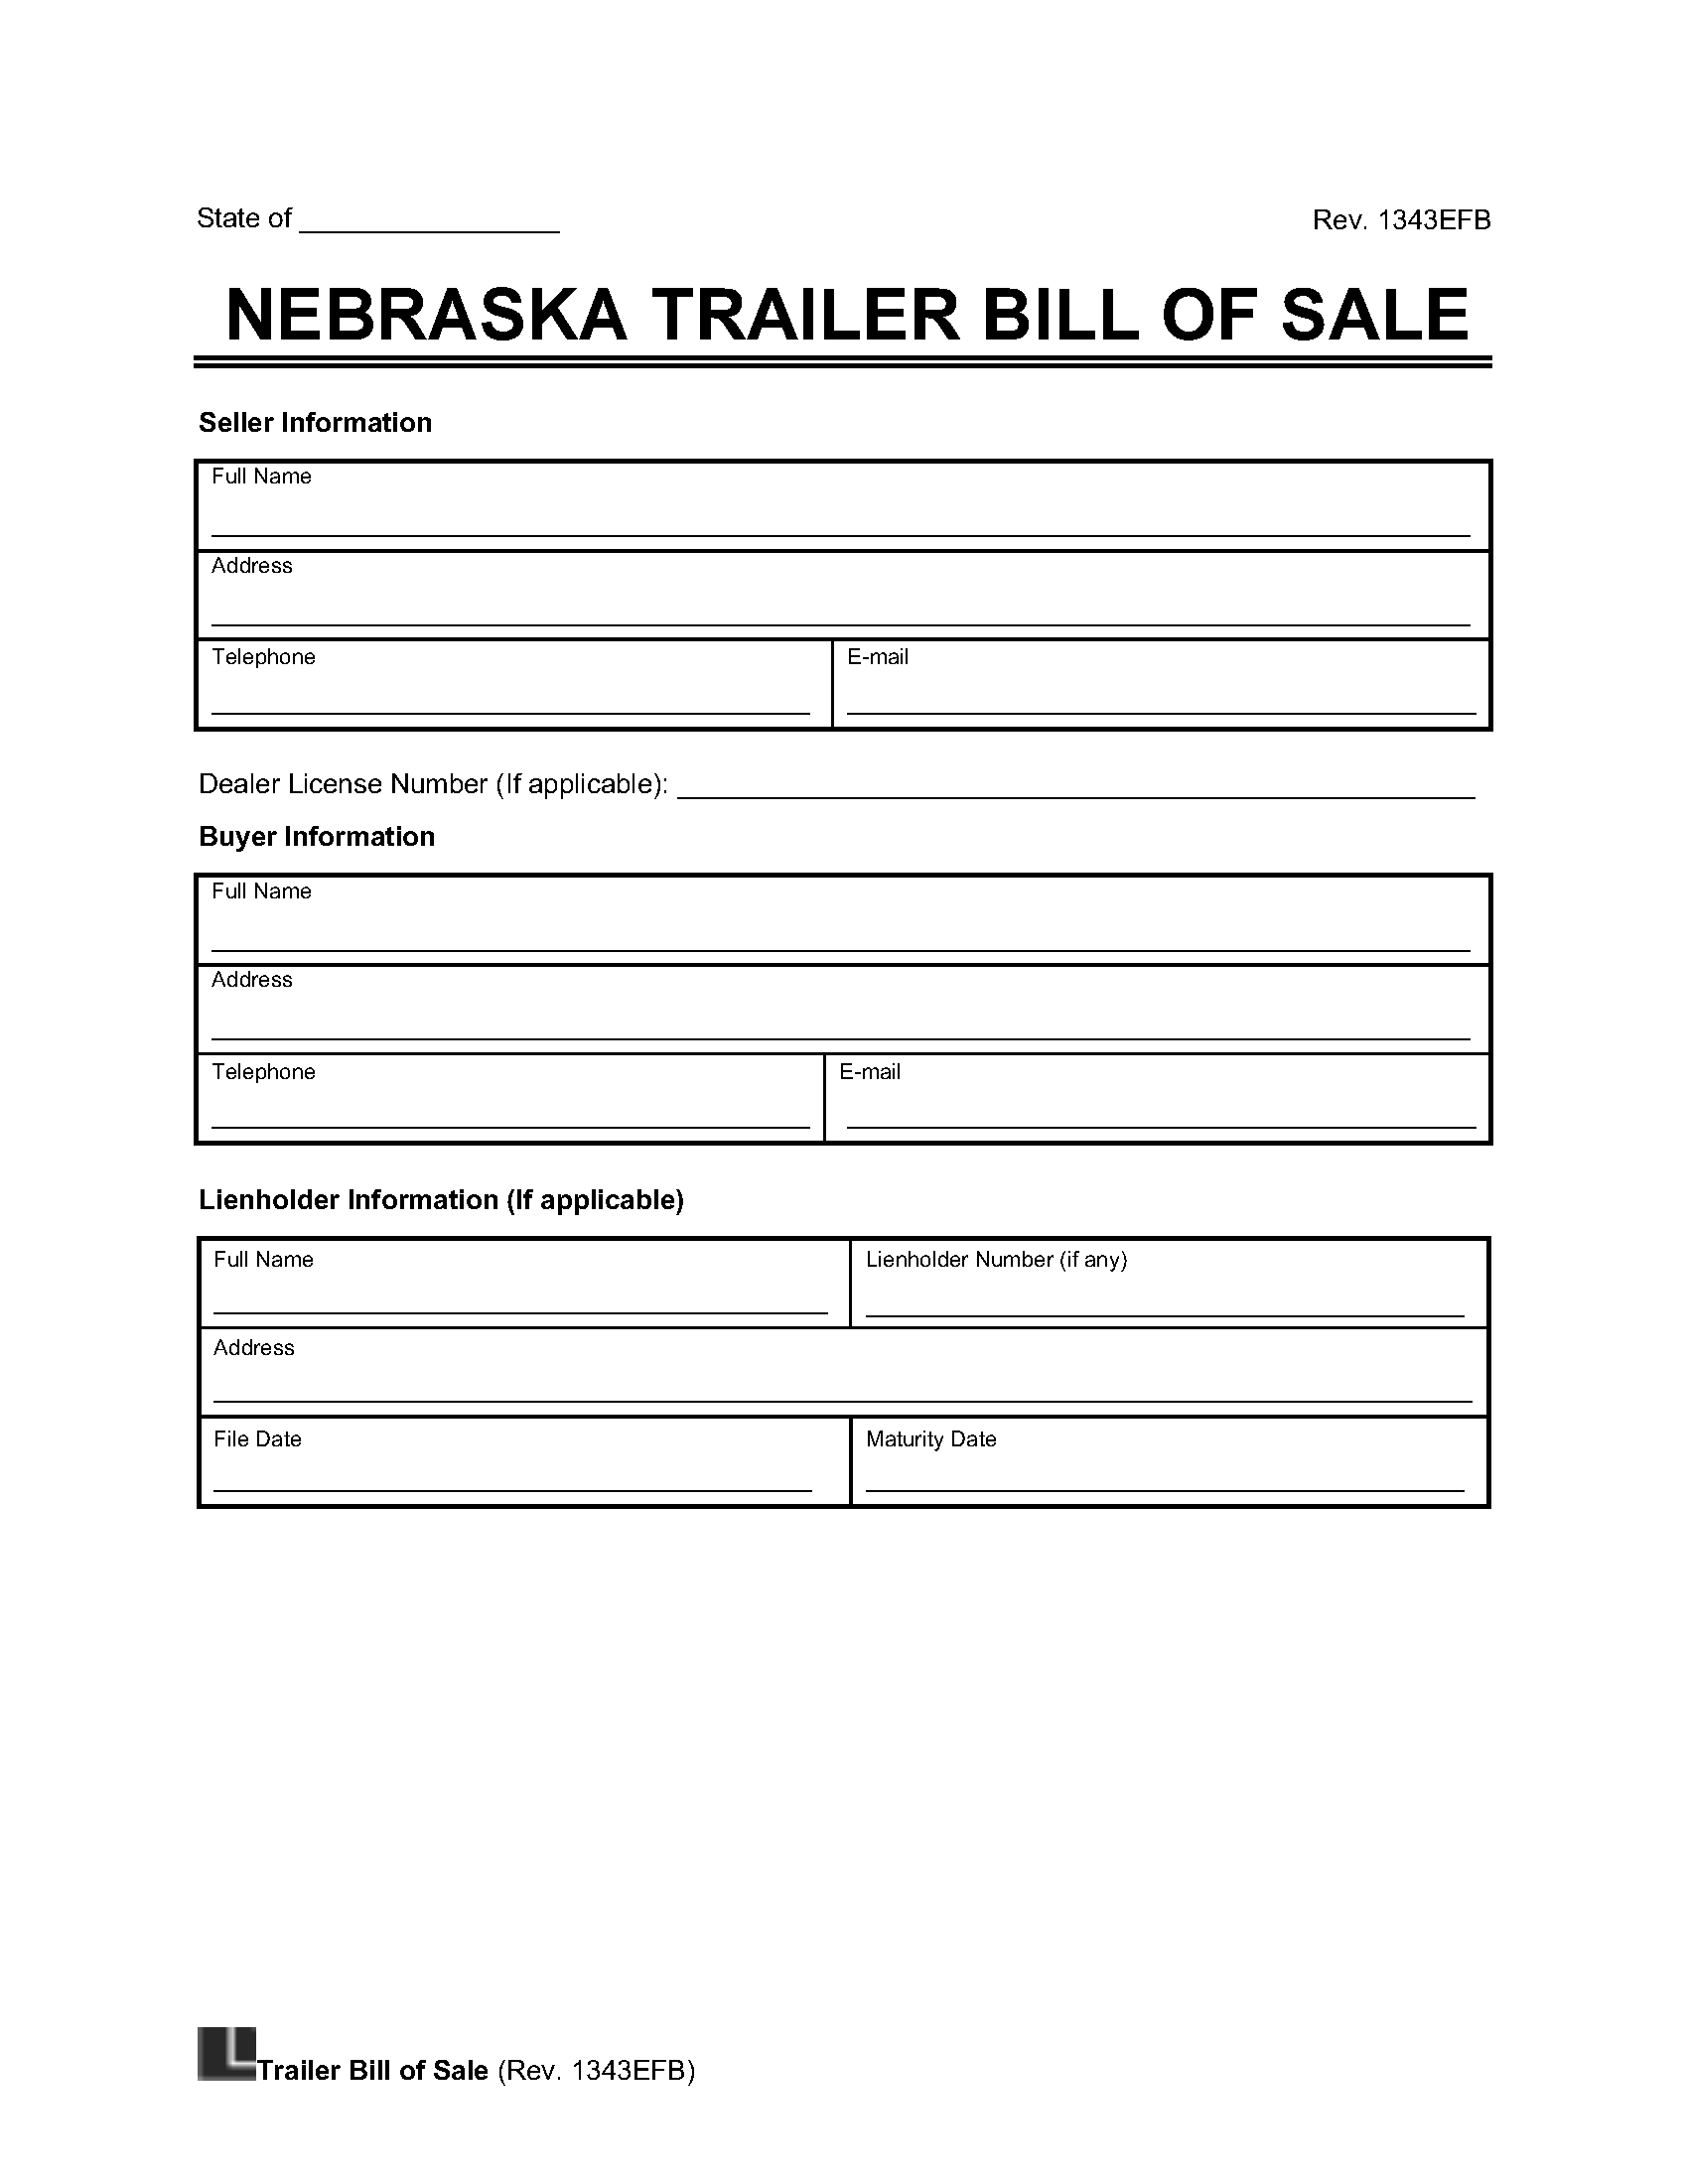 State of
Rev. 1343EFB
NEBRASKA TRAILER BILL OF SALE
Seller Information
Full Name
Address
Telephone
E-mail
Dealer License Number (If applicable):
Buyer Information
Full Name
Address
Telephone
E-mail
Lienholder Information (If applicable)
Full Name
Lienholder Number (if any)
Address
File Date
Maturity Date
Trailer Bill of Sale (Rev. 1343EFB)